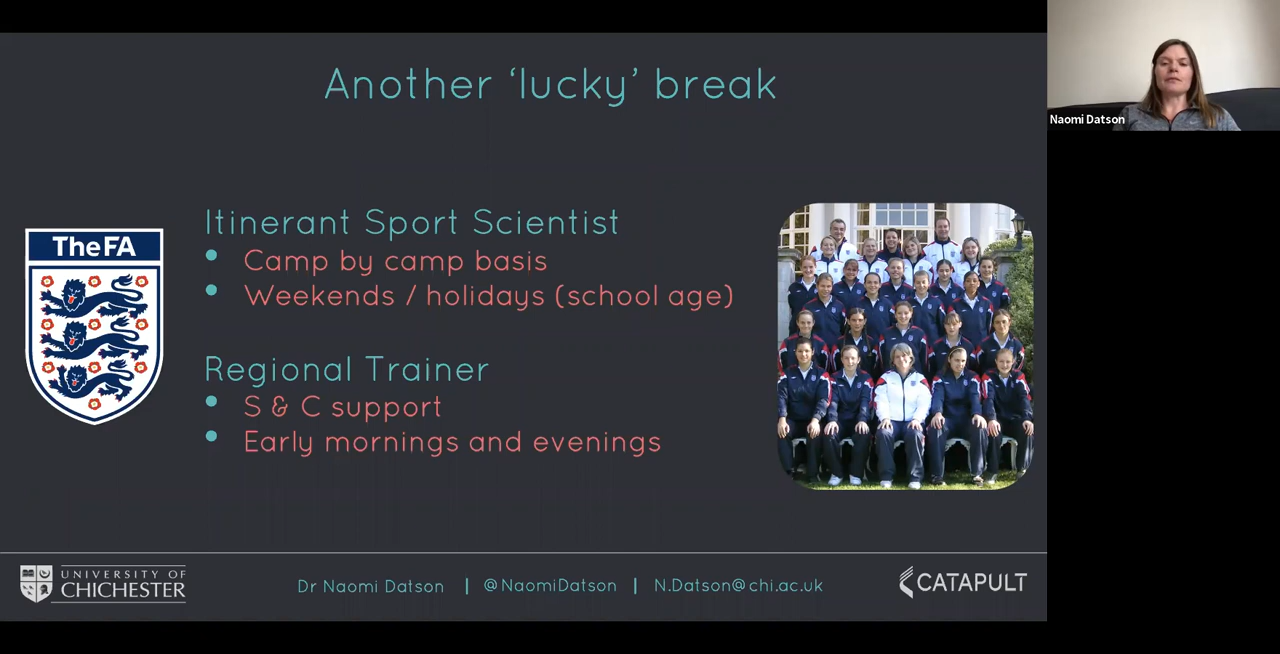 Another ‘lucky’ break
Naomi Datson
TheFA
Itinerant Sport Scientist
Camp by camp basis
Weekends / holidays (school age)
Regional Trainer
S & C support
Early mornings and evenings
UNIVERSITY OF
CHICHESTER
Dr Naomi Datson | @NaomiDatson | N.Datson@chi.ac.uk
CATAPULT